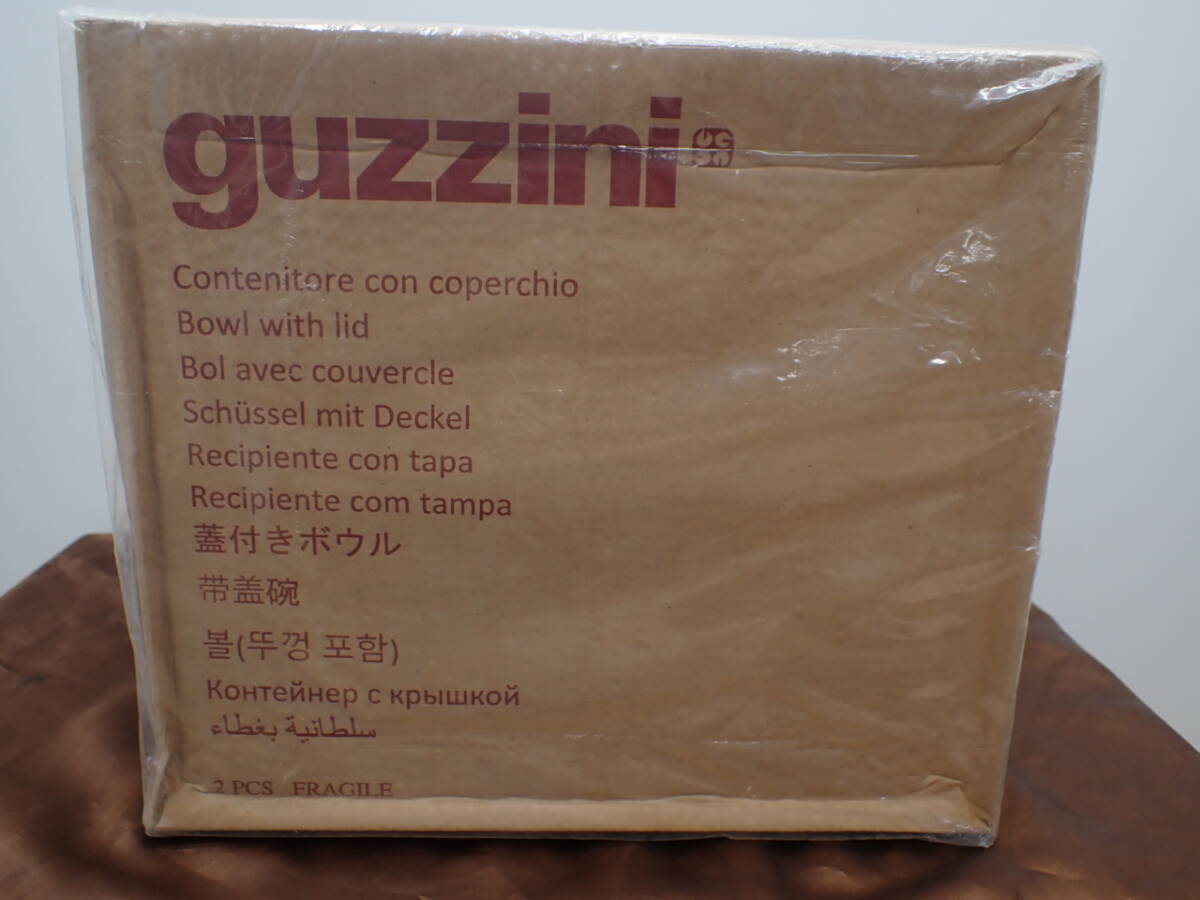 guzzini
Contenitore con coperchio
Bowl with lid
Bol avec couvercle
Schüssel mit Deckel
Recipiente con tapa
Recipiente com tampa
蓋付きボウル
带盖碗
볼(뚜껑 포함)
Контейнер с крышкой
سلطانية بغطاء
2 PCS FRAGILE